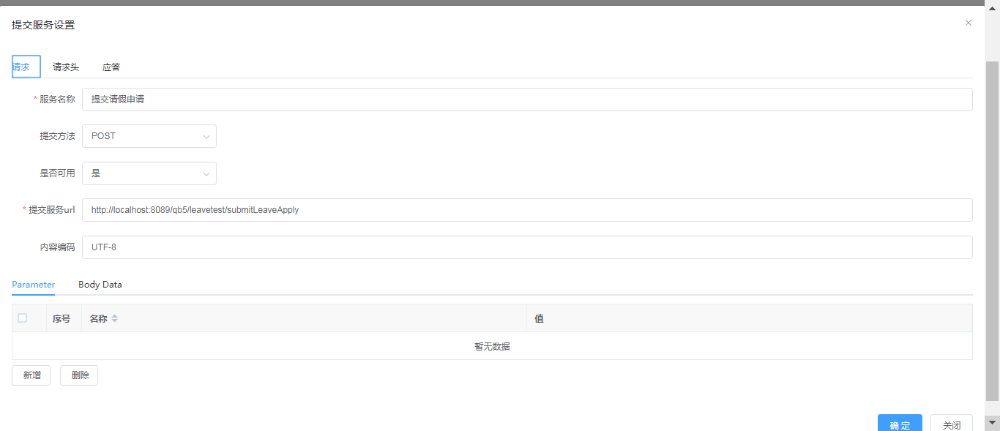 提交服务设置
请求 请求头 应答
* 服务名称 提交请假申请
提交方法 POST
是否可用 是
* 提交服务url http://localhost:8089/qb5/leavetest/submitLeaveApply
内容编码 UTF-8
Parameter Body Data
序号 名称 值
暂无数据
新增 删除
确 定 关闭